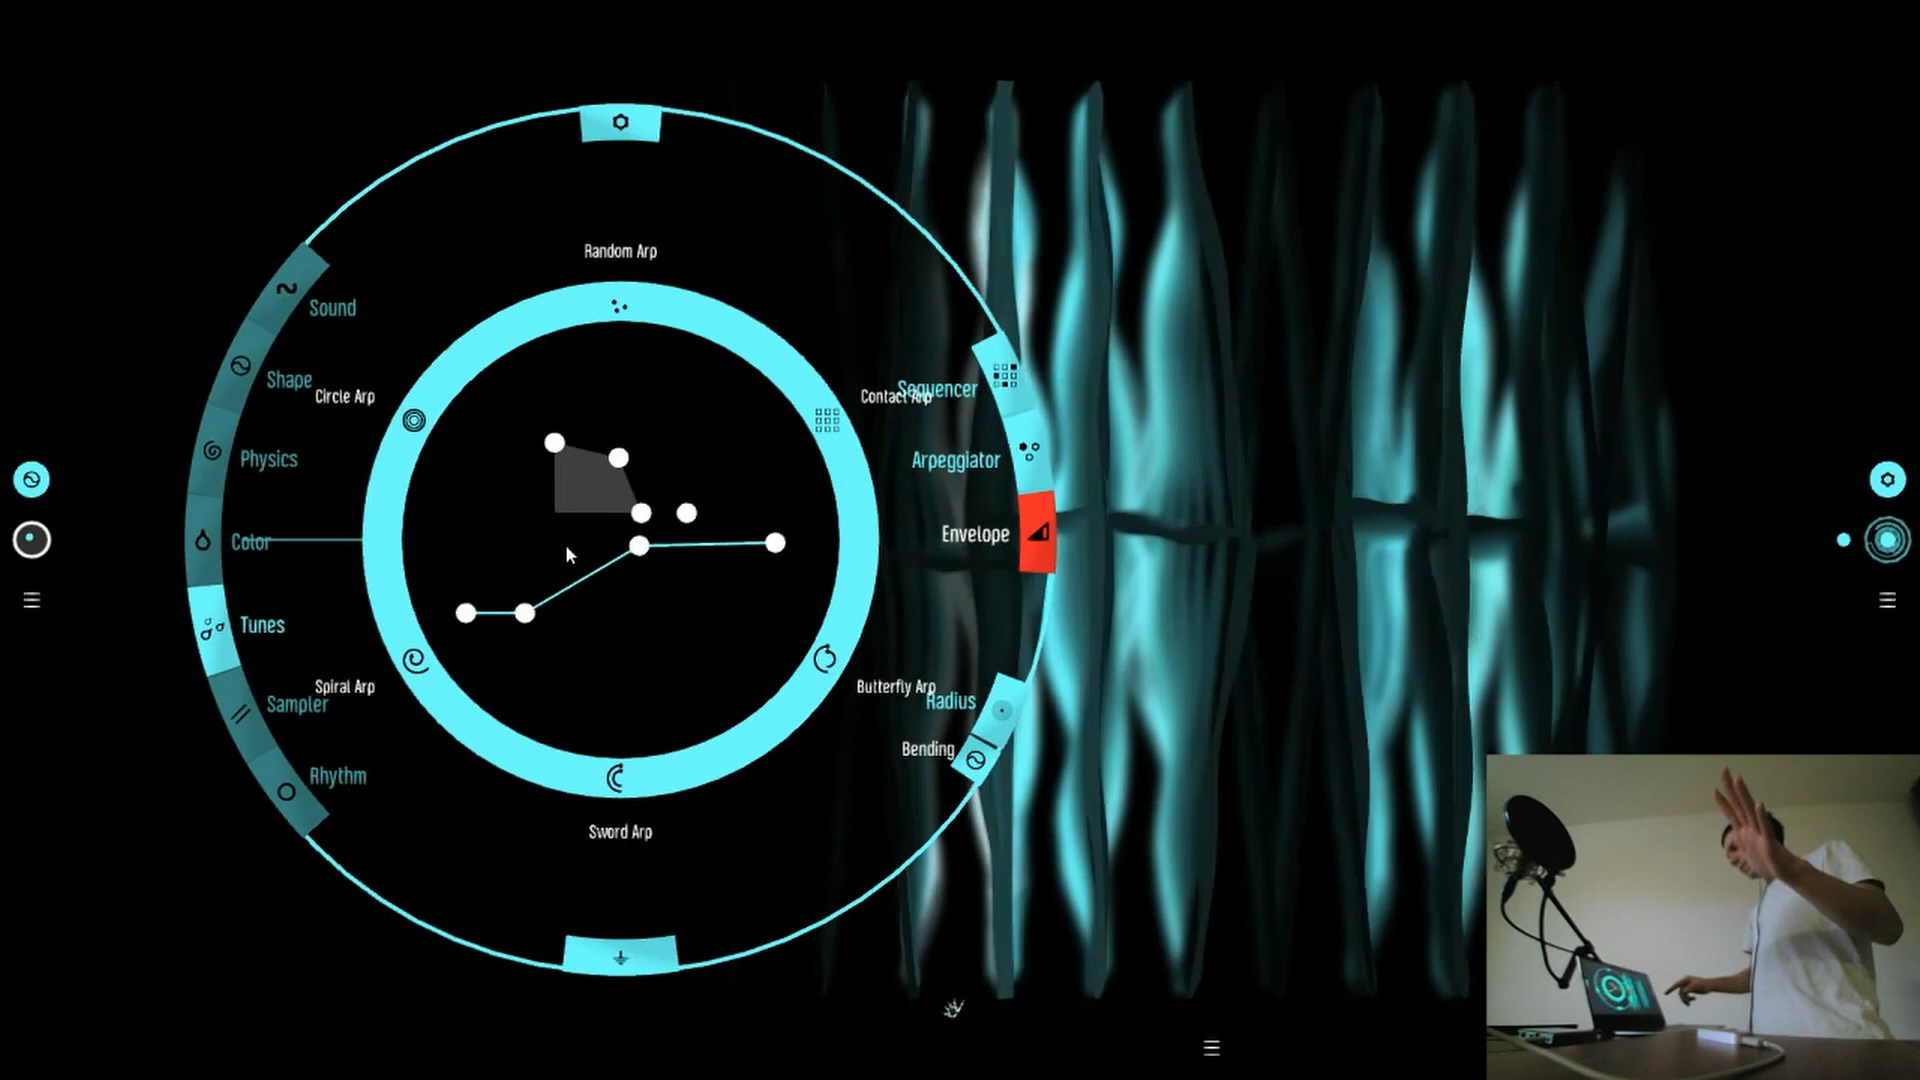 Random Arp
Sound
Shape
Circle Arp
Contact Arp
Sequencer
Physics
Arpeggiator
Envelope
Color
Tunes
Spiral Arp
Butterfly Arp
Sampler
Radius
Bending
Rhythm
Sword Arp